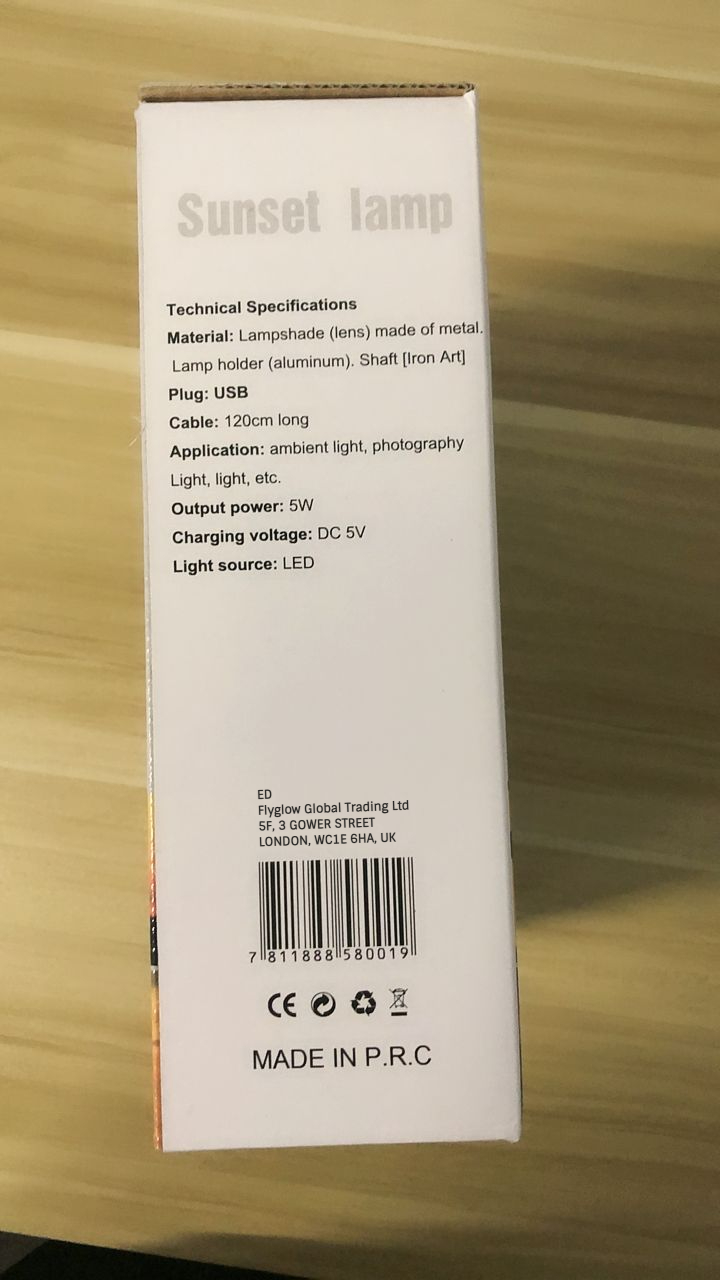 Sunset lamp
Technical Specifications
Material: Lampshade (lens) made of metal.
Lamp holder (aluminum). Shaft [Iron Art]
Plug: USB
Cable: 120cm long
Application: ambient light, photography
Light, light, etc.
Output power: 5W
Charging voltage: DC 5V
Light source: LED
ED
Flyglow Global Trading Ltd
5F, 3 GOWER STREET
LONDON, WC1E 6HA, UK
7 811888 580019
CE
MADE IN P.R.C